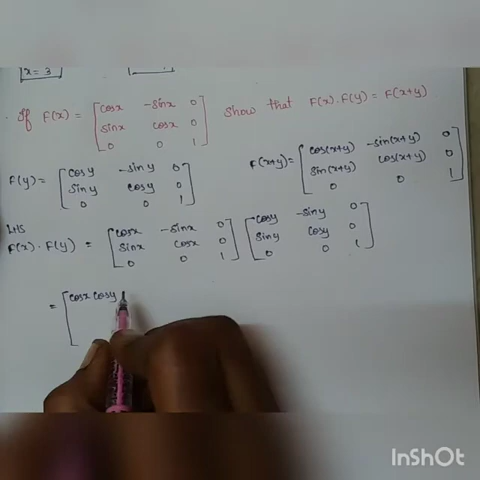 x = 3
If F(x) = [cosx -sinx 0
sinx cosx 0
0 0 1] show that F(x). F(y) = F(x+y)
F(y) = [cosy -siny 0
siny cosy 0
0 0 1]
F(x+y) = [cos(x+y) -sin(x+y) 0
sin(x+y) cos(x+y) 0
0 0 1]
LHS
F(x). F(y) = [cosx -sinx 0
sinx cosx 0
0 0 1] [cosy -siny 0
siny cosy 0
0 0 1]
= [cosx cosy
InShOt